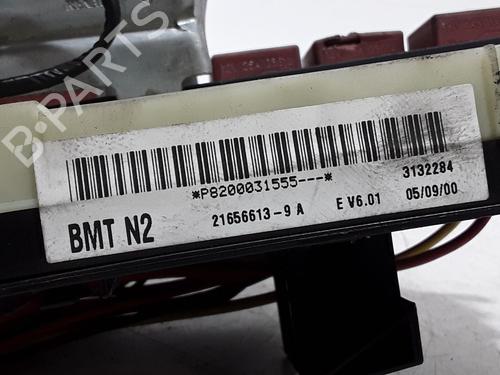 B·PARTS
*P8200031555---*
3132284
BMT N2
21656613-9 A
E V6.01
05/09/00